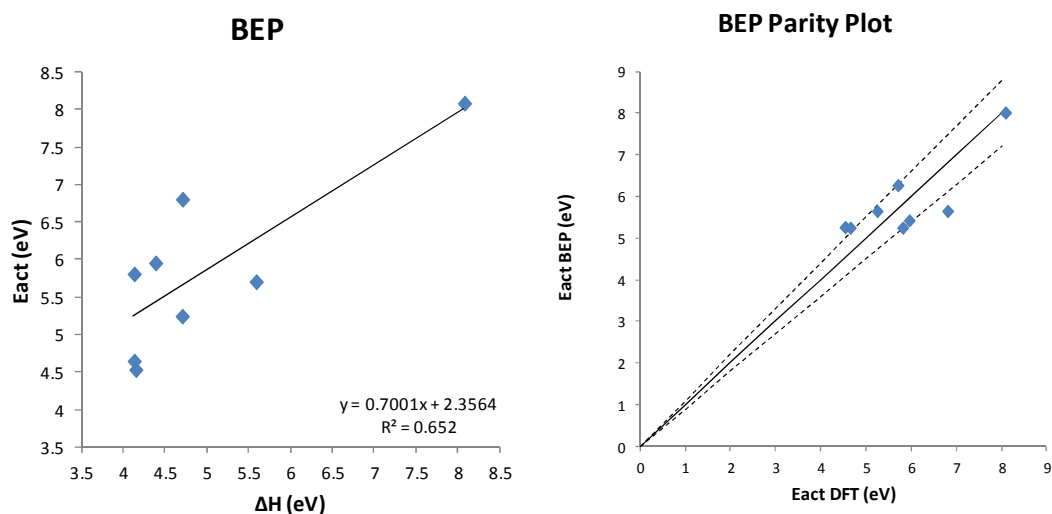 BEP
8.5
8
7.5
7
6.5
6
5.5
5
4.5
4
3.5
3.5 4 4.5 5 5.5 6 6.5 7 7.5 8 8.5
Eact (eV)
ΔH (eV)
y = 0.7001x + 2.3564
R² = 0.652
BEP Parity Plot
9
8
7
6
5
4
3
2
1
0
0 1 2 3 4 5 6 7 8 9
Eact BEP (eV)
Eact DFT (eV)